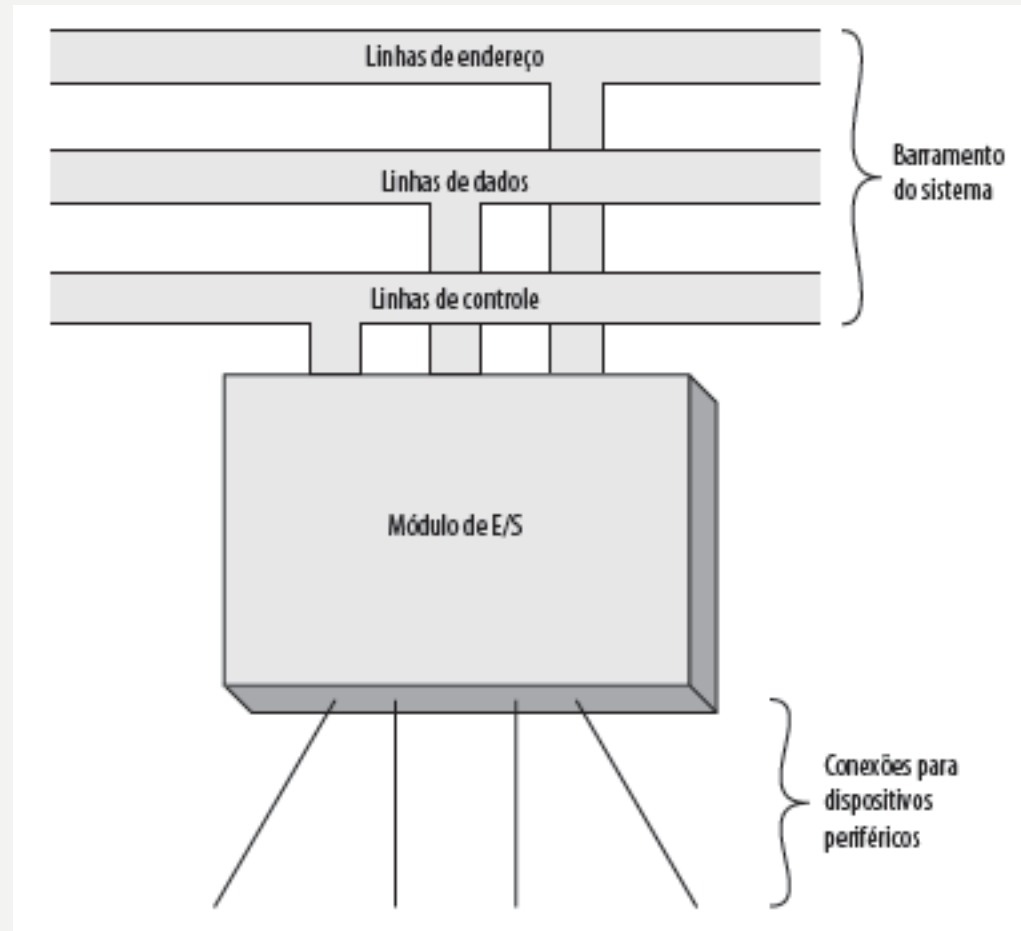 Linhas de endereço
Linhas de dados
Linhas de controle
Barramento
do sistema
Módulo de E/S
Conexões para
dispositivos
periféricos